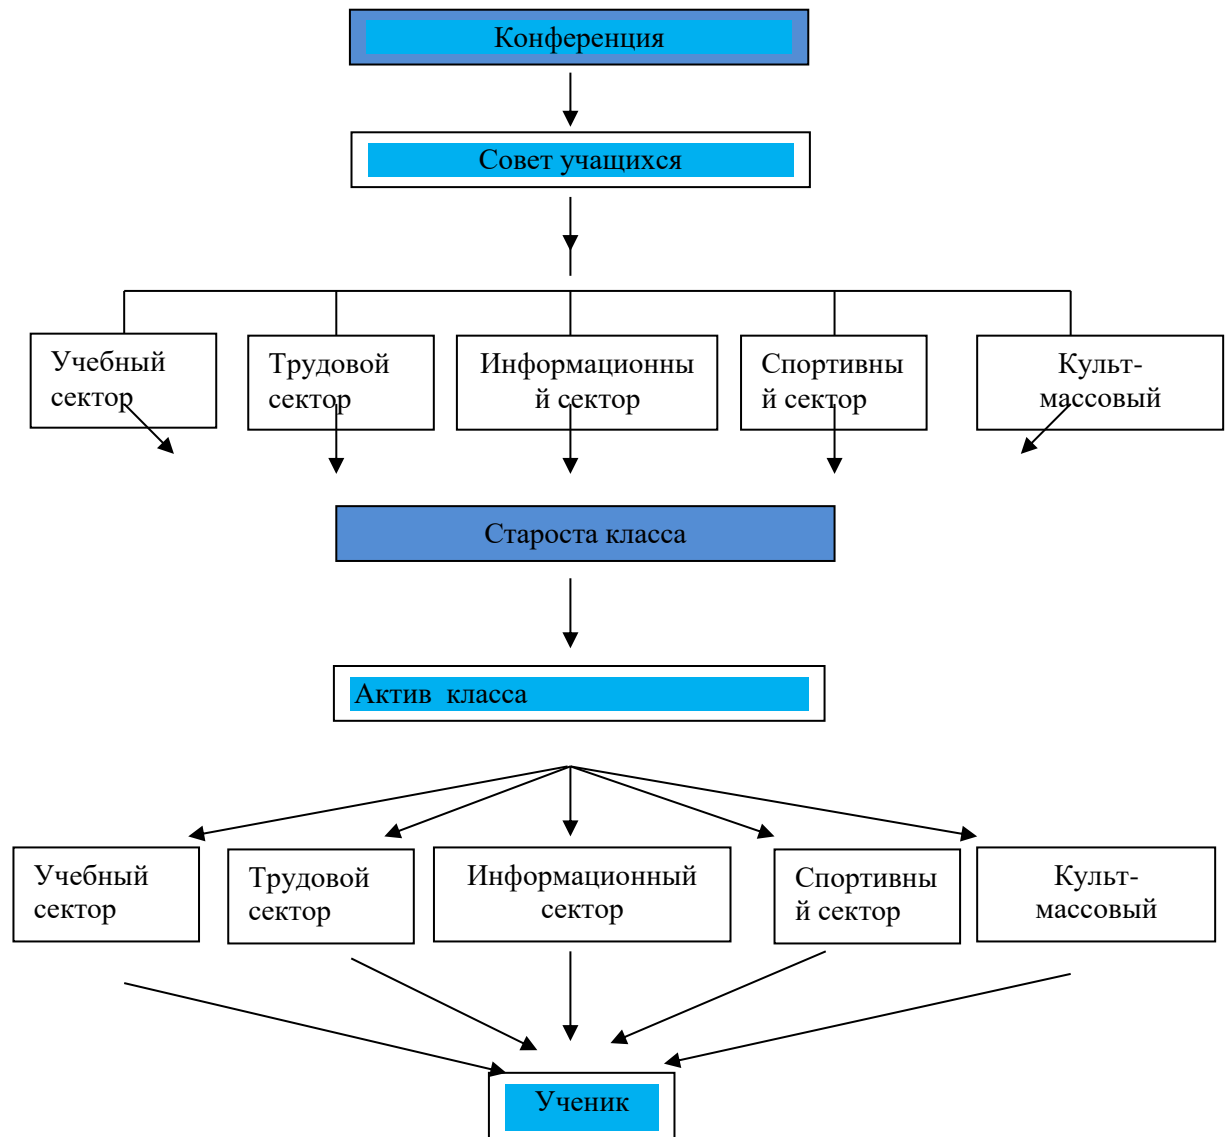 Конференция
Совет учащихся
Учебный
сектор
Трудовой
сектор
Информационны
й сектор
Спортивны
й сектор
Культ-
массовый
Староста класса
Актив  класса
Учебный
сектор
Трудовой
сектор
Информационный
сектор
Спортивны
й сектор
Культ-
массовый
Ученик